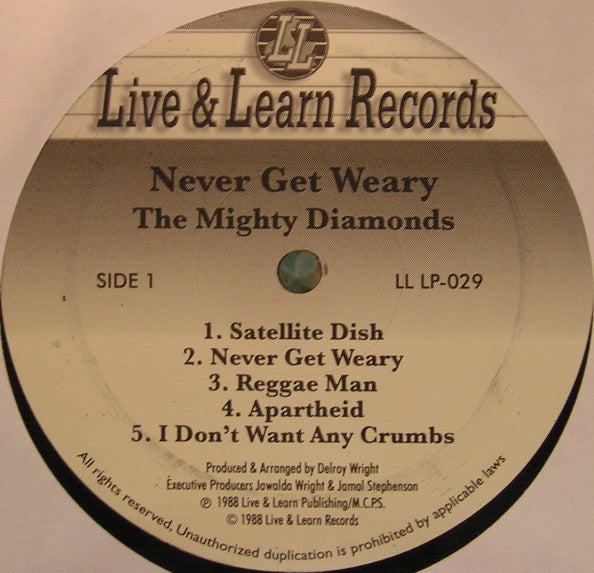 LL
Live & Learn Records
Never Get Weary
The Mighty Diamonds
SIDE 1
LL LP-029
1. Satellite Dish
2. Never Get Weary
3. Reggae Man
4. Apartheid
5. I Don't Want Any Crumbs
Produced & Arranged by Delroy Wright
Executive Producers Jawalda Wright & Jamal Stephenson
℗ 1988 Live & Learn Publishing/M.C.P.S.
© 1988 Live & Learn Records
All rights reserved, Unauthorized duplication is prohibited by applicable laws